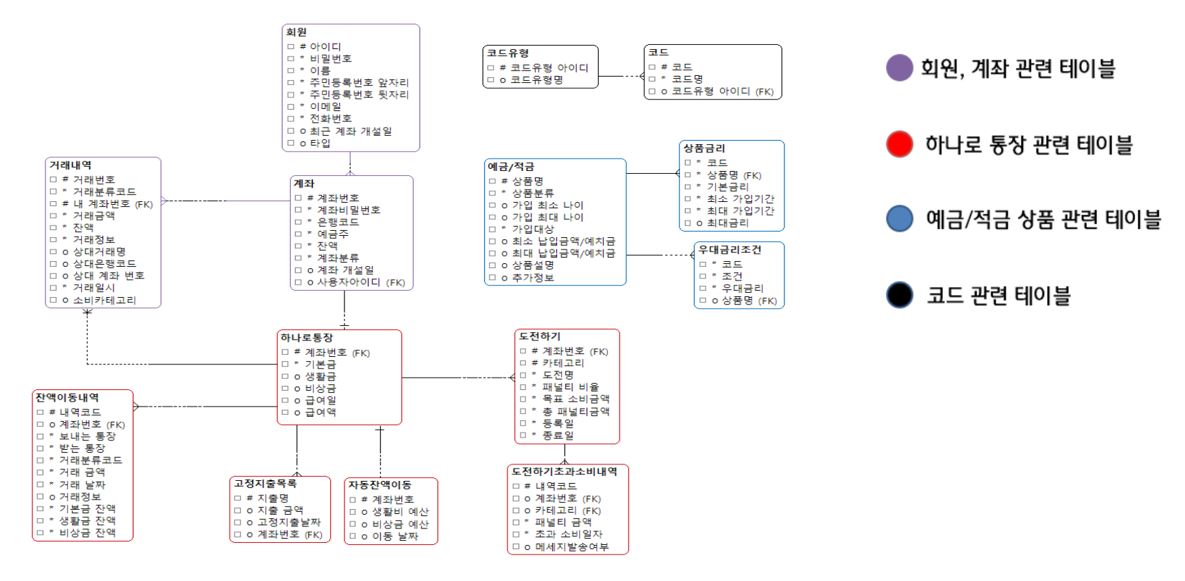 회원
□ # 아이디
□ * 비밀번호
□ * 이름
□ * 주민등록번호 앞자리
□ * 주민등록번호 뒷자리
□ * 이메일
□ * 전화번호
□ o 최근 계좌 개설일
□ o 타입
코드유형
□ # 코드유형 아이디
□ o 코드유형명
코드
□ # 코드
□ * 코드명
□ o 코드유형 아이디 (FK)
회원, 계좌 관련 테이블
하나로 통장 관련 테이블
예금/적금 상품 관련 테이블
코드 관련 테이블
거래내역
□ # 거래번호
□ * 거래분류코드
□ # 내 계좌번호 (FK)
□ * 거래금액
□ * 잔액
□ * 거래정보
□ o 상대거래명
□ o 상대은행코드
□ o 상대 계좌 번호
□ * 거래일시
□ o 소비카테고리
계좌
□ # 계좌번호
□ * 계좌비밀번호
□ * 은행코드
□ * 예금주
□ * 잔액
□ * 계좌분류
□ o 계좌 개설일
□ o 사용자아이디 (FK)
예금/적금
□ # 상품명
□ * 상품분류
□ o 가입 최소 나이
□ o 가입 최대 나이
□ * 가입대상
□ o 최소 납입금액/예치금
□ o 최대 납입금액/예치금
□ o 상품설명
□ o 추가정보
상품금리
□ * 코드
□ * 상품명 (FK)
□ * 기본금리
□ * 최소 가입기간
□ * 최대 가입기간
□ o 최대금리
우대금리조건
□ * 코드
□ * 조건
□ * 우대금리
□ o 상품명 (FK)
하나로통장
□ # 계좌번호 (FK)
□ * 기본금
□ o 생활금
□ o 비상금
□ o 급여일
□ o 급여액
도전하기
□ # 계좌번호 (FK)
□ # 카테고리
□ * 도전명
□ * 패널티 비율
□ * 목표 소비금액
□ * 총 패널티금액
□ * 등록일
□ * 종료일
잔액이동내역
□ # 내역코드
□ o 계좌번호 (FK)
□ * 보내는 통장
□ * 받는 통장
□ * 거래분류코드
□ * 거래 금액
□ * 거래 날짜
□ o 거래정보
□ * 기본금 잔액
□ * 생활금 잔액
□ * 비상금 잔액
고정지출목록
□ # 지출명
□ o 지출 금액
□ o 고정지출날짜
□ o 계좌번호 (FK)
자동잔액이동
□ # 계좌번호
□ o 생활비 예산
□ o 비상금 예산
□ o 이동 날짜
도전하기초과소비내역
□ # 내역코드
□ o 계좌번호 (FK)
□ o 카테고리 (FK)
□ * 패널티 금액
□ * 초과 소비일자
□ o 메세지발송여부